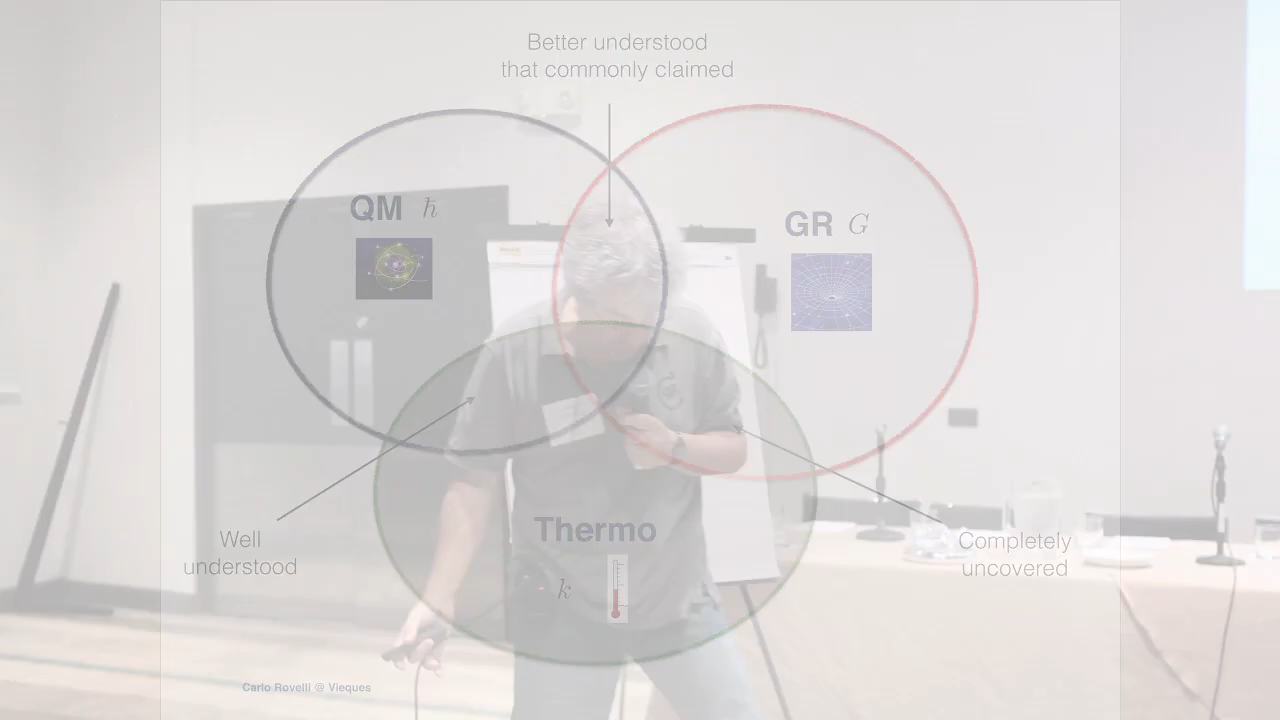 Better understood
that commonly claimed
QM ħ
GR G
Well
understood
Thermo
k
Completely
uncovered
Carlo Rovelli @ Vieques